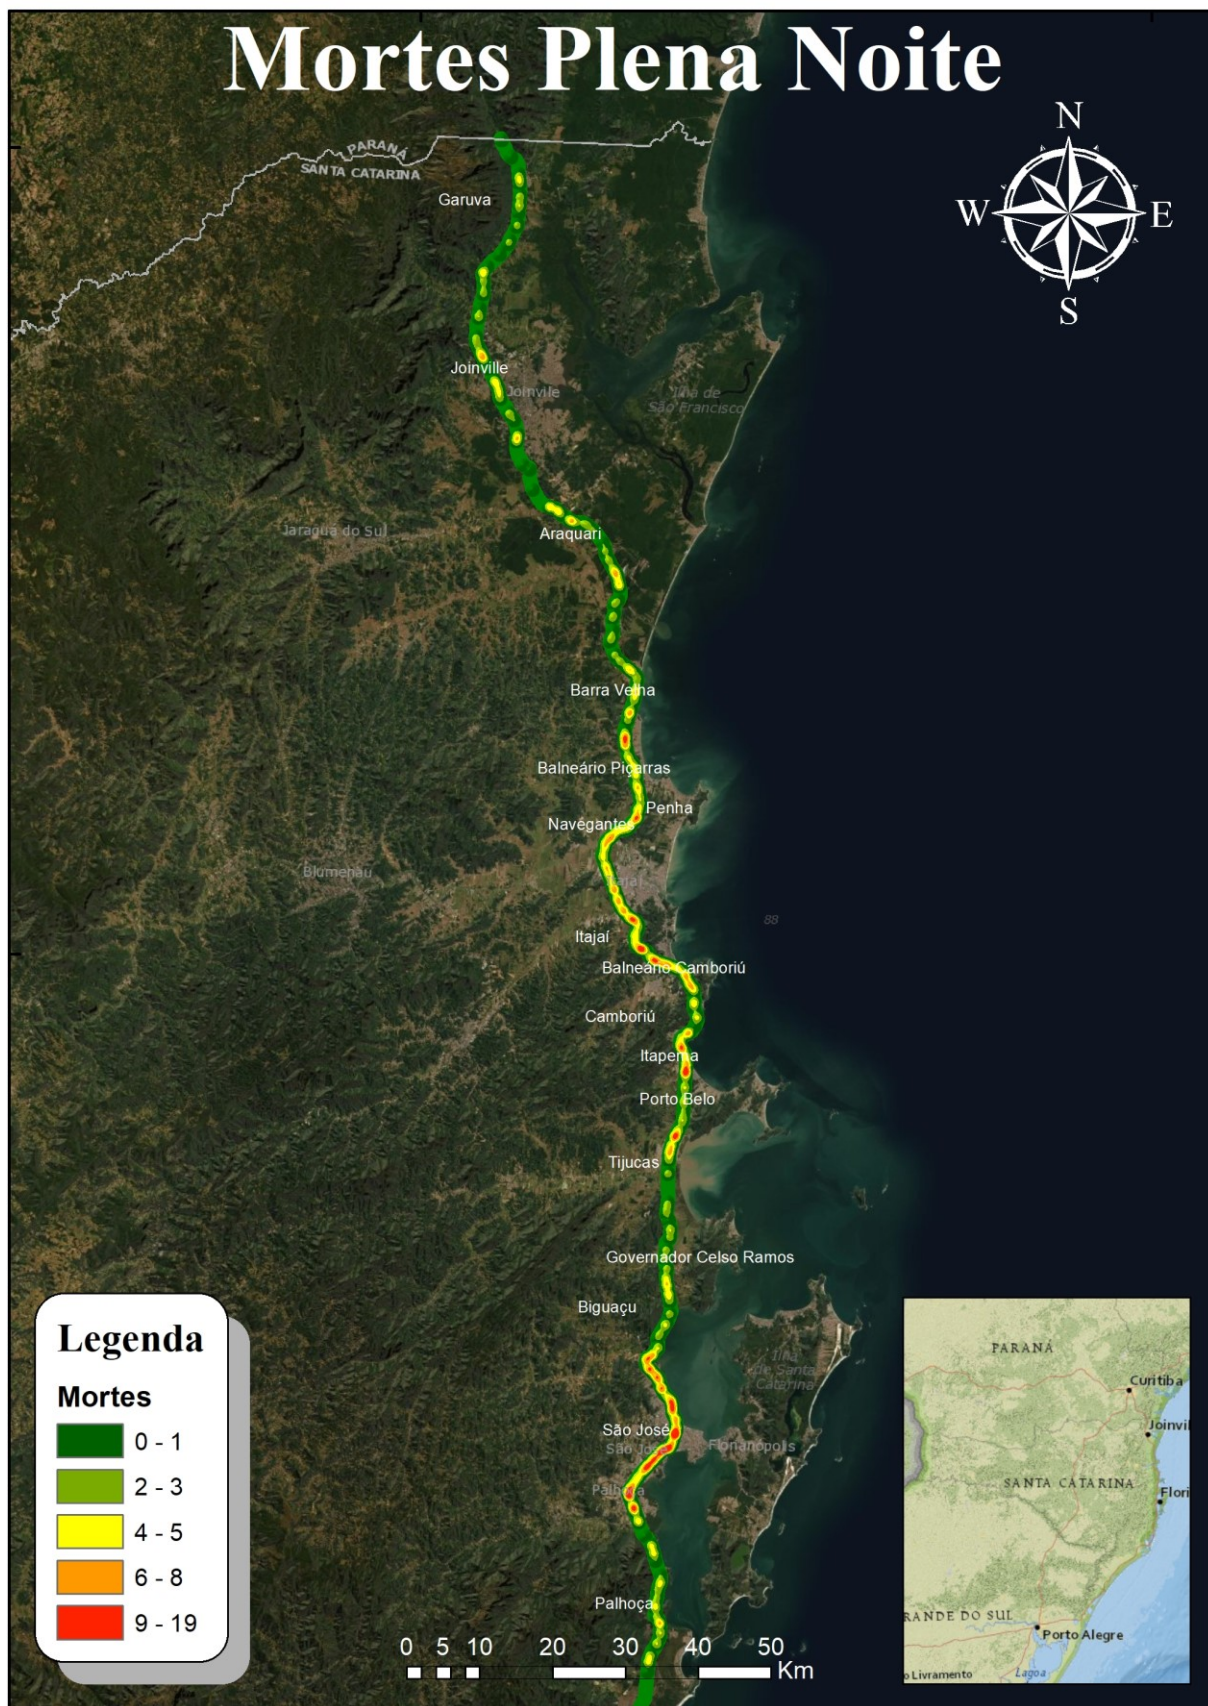 Mortes Plena Noite
N
W
E
S
PARANÁ
SANTA CATARINA
Garuva
Joinville
Joinvile
Ilha de
São Francisco
Jaraguá do Sul
Araquari
Barra Velha
Balneário Piçarras
Penha
Navegantes
Blumenau
Itajaí
88
Itajaí
Balneário Camboriú
Camboriú
Itapema
Porto Belo
Tijucas
Governador Celso Ramos
Biguaçu
Ilha
de Santa
Catarina
São José
São José
Florianópolis
Palhoça
Palhoça
Legenda
Mortes
0 - 1
2 - 3
4 - 5
6 - 8
9 - 19
0 5 10 20 30 40 50
Km
PARANÁ
Curitiba
Joinvil
SANTA CATARINA
Flori
RANDE DO SUL
Porto Alegre
o Livramento
Lagoa